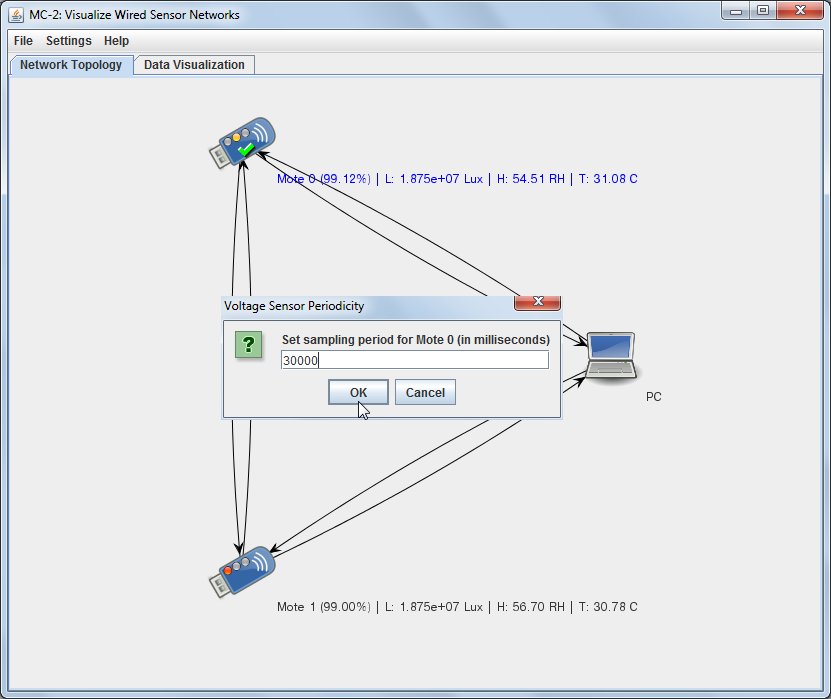 MC-2: Visualize Wired Sensor Networks
File Settings Help
Network Topology Data Visualization
Mote 0 (99.12%) | L: 1.875e+07 Lux | H: 54.51 RH | T: 31.08 C
Voltage Sensor Periodicity
Set sampling period for Mote 0 (in milliseconds)
30000
OK Cancel
PC
Mote 1 (99.00%) | L: 1.875e+07 Lux | H: 56.70 RH | T: 30.78 C